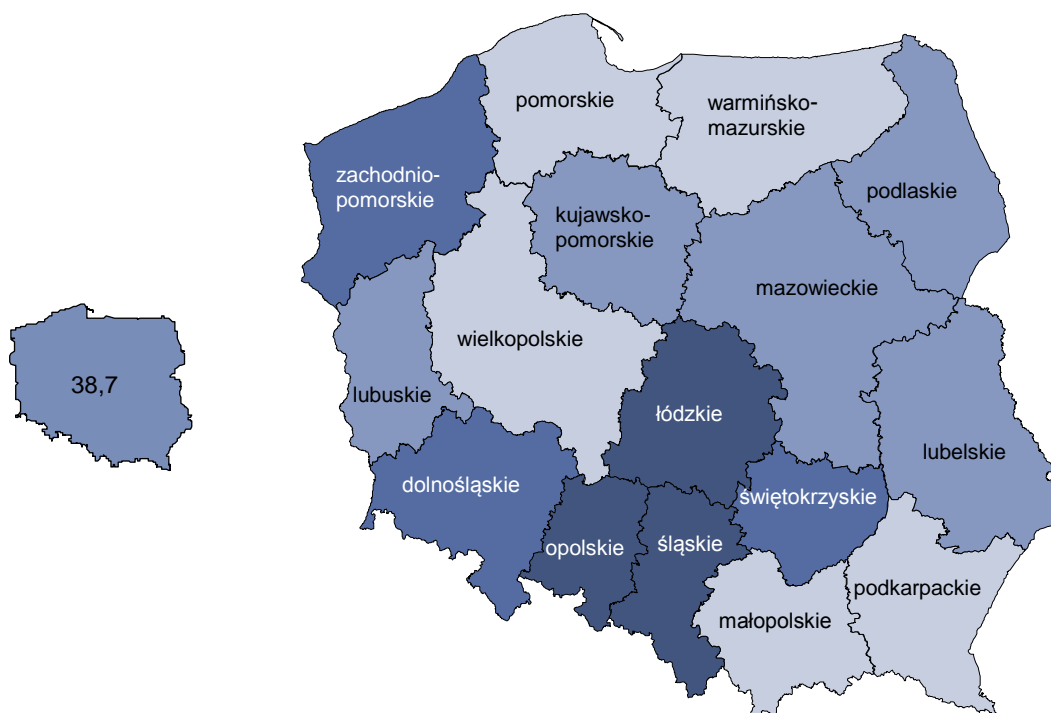 pomorskie
warmińsko-
mazurskie
zachodnio-
pomorskie
podlaskie
kujawsko-
pomorskie
mazowieckie
wielkopolskie
38,7
lubuskie
łódzkie
lubelskie
dolnośląskie
świętokrzyskie
opolskie
śląskie
podkarpackie
małopolskie